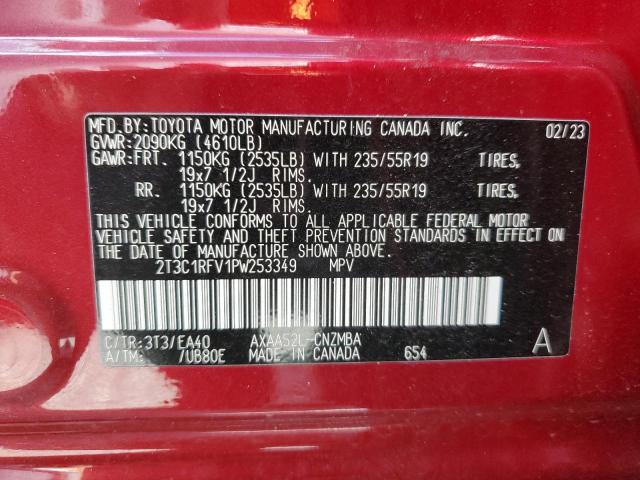 MFD.BY:TOYOTA MOTOR MANUFACTURING CANADA INC. 02/23
GVWR:2090KG (4610LB)
GAWR:FRT. 1150KG (2535LB) WITH 235/55R19 TIRES,
19x7 1/2J RIMS.
RR. 1150KG (2535LB) WITH 235/55R19 TIRES,
19x7 1/2J RIMS.
THIS VEHICLE CONFORMS TO ALL APPLICABLE FEDERAL MOTOR
VEHICLE SAFETY AND THEFT PREVENTION STANDARDS IN EFFECT ON
THE DATE OF MANUFACTURE SHOWN ABOVE.
2T3C1RFV1PW253349 MPV
C/TR:3T3/EA40 AXAA52L-CNZMBA A
A/TM: /UB80E MADE IN CANADA 654